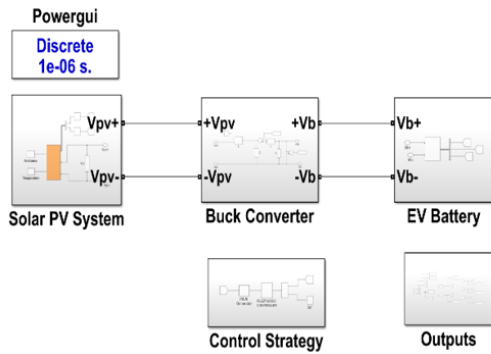 Powergui
Discrete
1e-06 s.
Vpv+ +Vpv +Vb Vb+
Vpv- -Vpv -Vb Vb-
Solar PV System Buck Converter EV Battery
Control Strategy Outputs